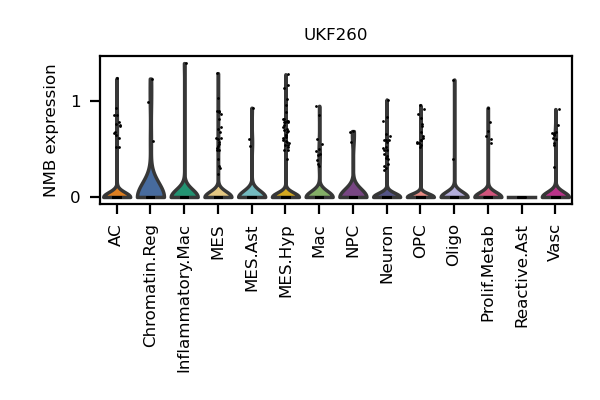 UKF260
NMB expression
1
0
AC
Chromatin.Reg
Inflammatory.Mac
MES
MES.Ast
MES.Hyp
Mac
NPC
Neuron
OPC
Oligo
Prolif.Metab
Reactive.Ast
Vasc